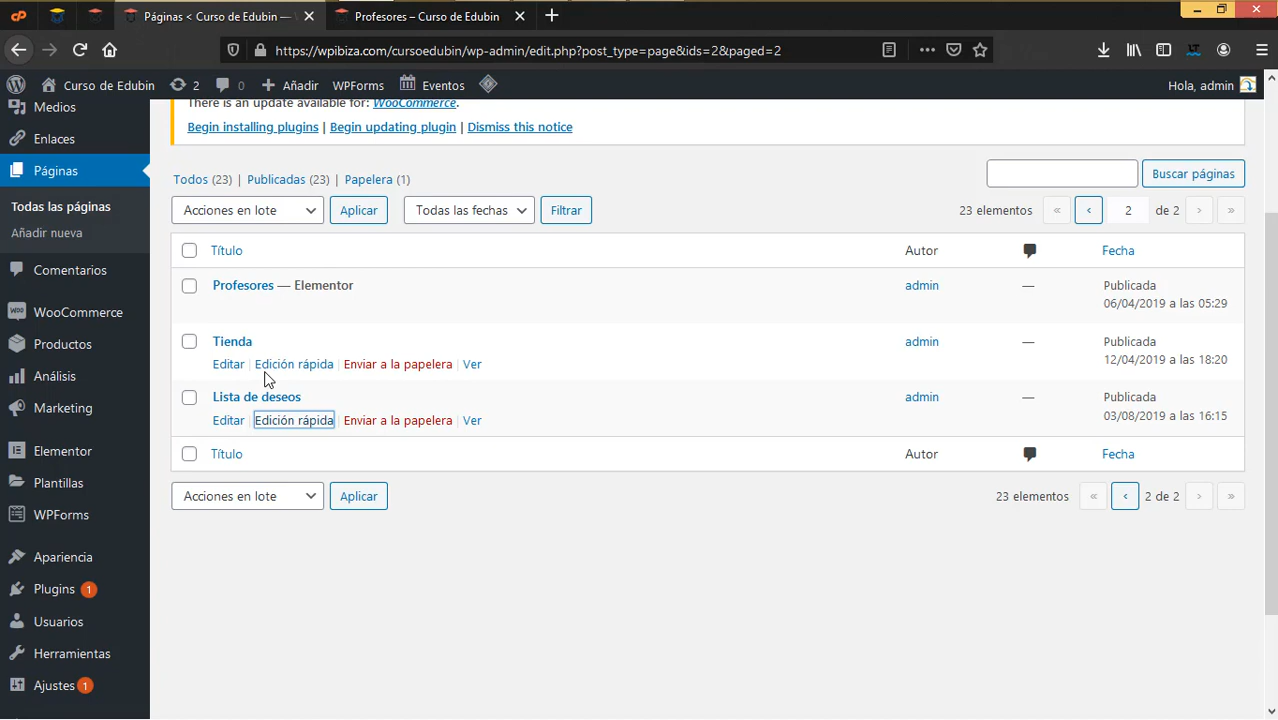 Páginas < Curso de Edubin —
Profesores – Curso de Edubin
https://wpibiza.com/cursoedubin/wp-admin/edit.php?post_type=page&ids=2&paged=2
Curso de Edubin
2
0
Añadir
WPForms
Eventos
Hola, admin
Medios
Enlaces
Páginas
Todas las páginas
Añadir nueva
Comentarios
WooCommerce
Productos
Análisis
Marketing
Elementor
Plantillas
WPForms
Apariencia
Plugins 1
Usuarios
Herramientas
Ajustes 1
There is an update available for: WooCommerce.
Begin installing plugins | Begin updating plugin | Dismiss this notice
Todos (23) | Publicadas (23) | Papelera (1)
Buscar páginas
Acciones en lote
Aplicar
Todas las fechas
Filtrar
23 elementos « ‹ 2 de 2 › »
Título Autor Fecha
Profesores — Elementor admin — Publicada
06/04/2019 a las 05:29
Tienda admin — Publicada
12/04/2019 a las 18:20
Editar | Edición rápida | Enviar a la papelera | Ver
Lista de deseos admin — Publicada
03/08/2019 a las 16:15
Editar | Edición rápida | Enviar a la papelera | Ver
Título Autor Fecha
Acciones en lote
Aplicar
23 elementos « ‹ 2 de 2 › »